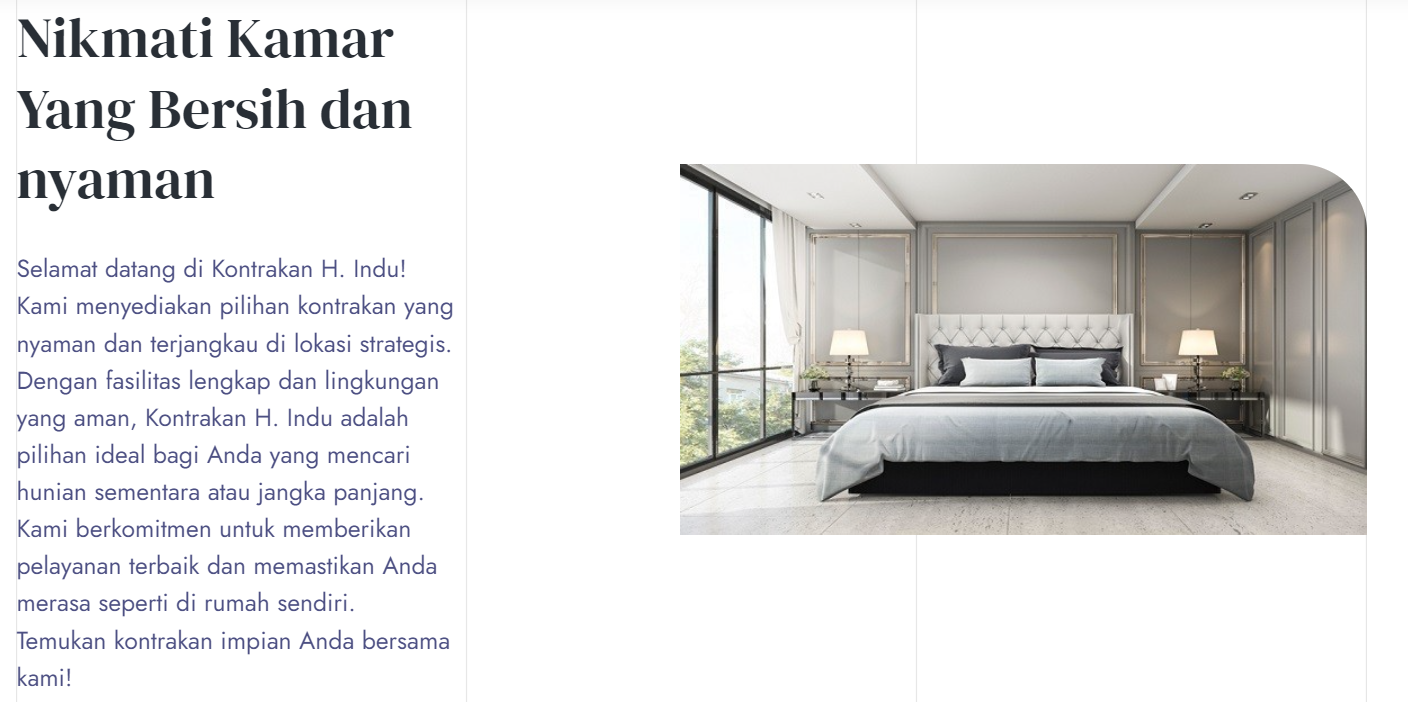 Nikmati Kamar
Yang Bersih dan
nyaman
Selamat datang di Kontrakan H. Indu!
Kami menyediakan pilihan kontrakan yang
nyaman dan terjangkau di lokasi strategis.
Dengan fasilitas lengkap dan lingkungan
yang aman, Kontrakan H. Indu adalah
pilihan ideal bagi Anda yang mencari
hunian sementara atau jangka panjang.
Kami berkomitmen untuk memberikan
pelayanan terbaik dan memastikan Anda
merasa seperti di rumah sendiri.
Temukan kontrakan impian Anda bersama
kami!